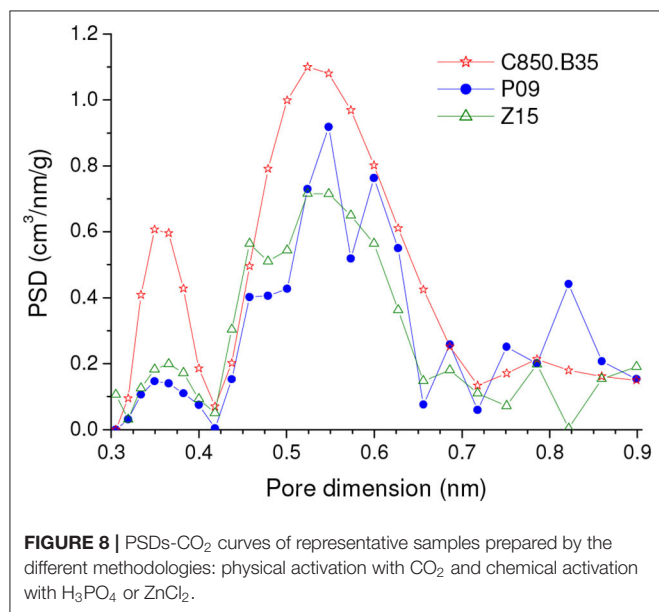 1.2
1.0
0.8
0.6
0.4
0.2
0.0
PSD (cm³/nm/g)
C850.B35
P09
Z15
0.3 0.4 0.5 0.6 0.7 0.8 0.9
Pore dimension (nm)
FIGURE 8 | PSDs-CO₂ curves of representative samples prepared by the
different methodologies: physical activation with CO₂ and chemical activation
with H₃PO₄ or ZnCl₂.